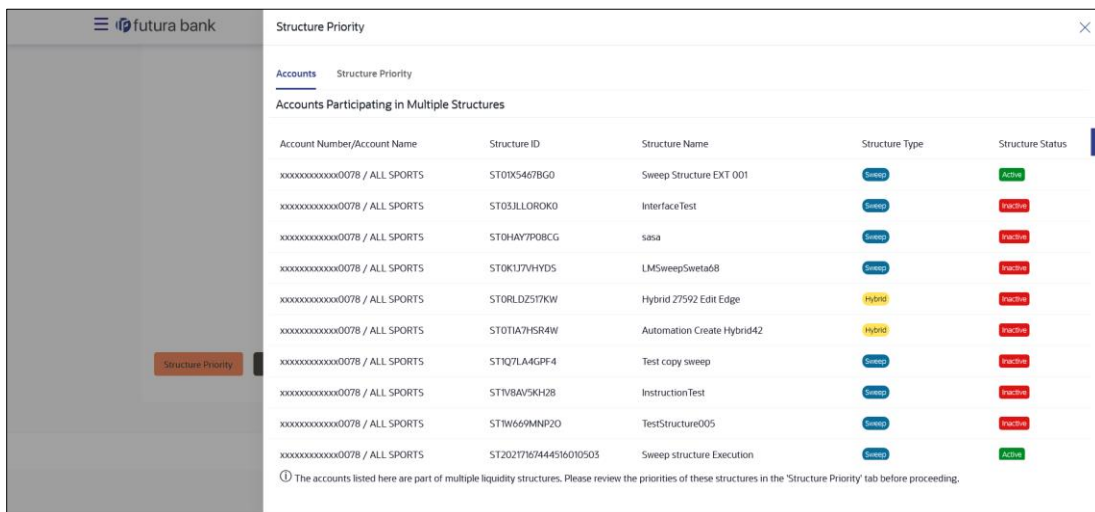 futura bank
Structure Priority
Accounts Structure Priority
Accounts Participating in Multiple Structures
Account Number/Account Name Structure ID Structure Name Structure Type Structure Status
xxxxxxxxxxxx0078 / ALL SPORTS ST01X5467BG0 Sweep Structure EXT 001 Sweep Active
xxxxxxxxxxxx0078 / ALL SPORTS ST03JLLOROK0 InterfaceTest Sweep Inactive
xxxxxxxxxxxx0078 / ALL SPORTS ST0HAY7P08CG sasa Sweep Inactive
xxxxxxxxxxxx0078 / ALL SPORTS ST0K1J7VHYDS LMSweepSweta68 Sweep Inactive
xxxxxxxxxxxx0078 / ALL SPORTS ST0RLDZ517KW Hybrid 27592 Edit Edge Hybrid Inactive
xxxxxxxxxxxx0078 / ALL SPORTS ST0TIA7HSR4W Automation Create Hybrid42 Hybrid Inactive
xxxxxxxxxxxx0078 / ALL SPORTS ST1Q7LA4GPF4 Test copy sweep Sweep Inactive
xxxxxxxxxxxx0078 / ALL SPORTS ST1V8AV5KH28 InstructionTest Sweep Inactive
Structure Priority
xxxxxxxxxxxx0078 / ALL SPORTS ST1W669MNP2O TestStructure005 Sweep Inactive
xxxxxxxxxxxx0078 / ALL SPORTS ST20217167444516010503 Sweep structure Execution Sweep Active
The accounts listed here are part of multiple liquidity structures. Please review the priorities of these structures in the 'Structure Priority' tab before proceeding.